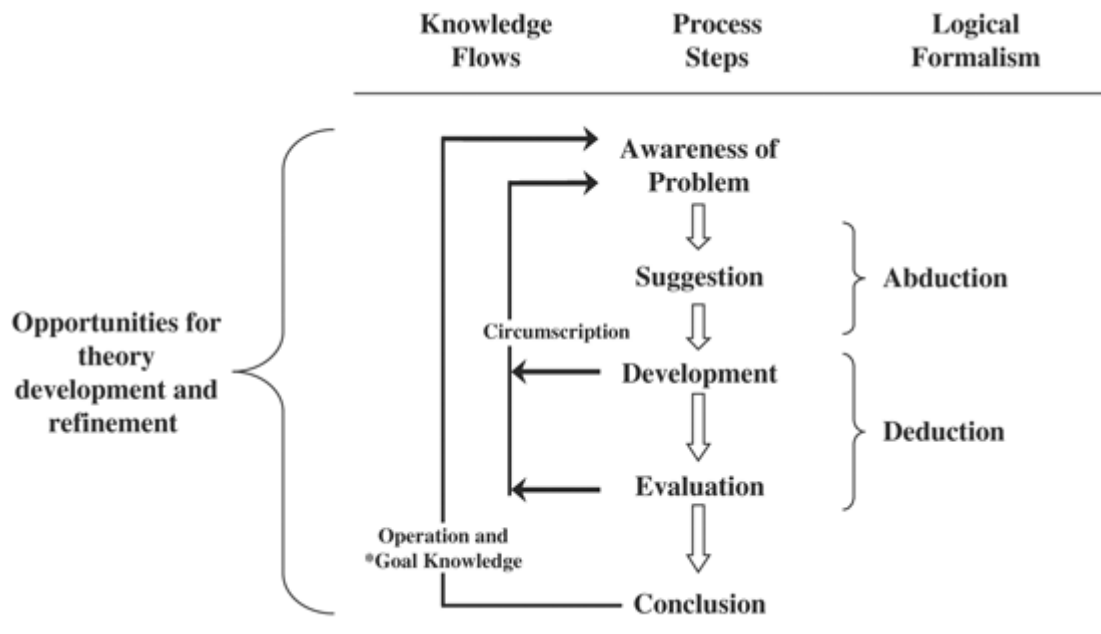 Knowledge
Flows
Process
Steps
Logical
Formalism
Awareness of
Problem
Suggestion
Abduction
Opportunities for
theory
development and
refinement
Circumscription
Development
Deduction
Evaluation
Operation and
*Goal Knowledge
Conclusion